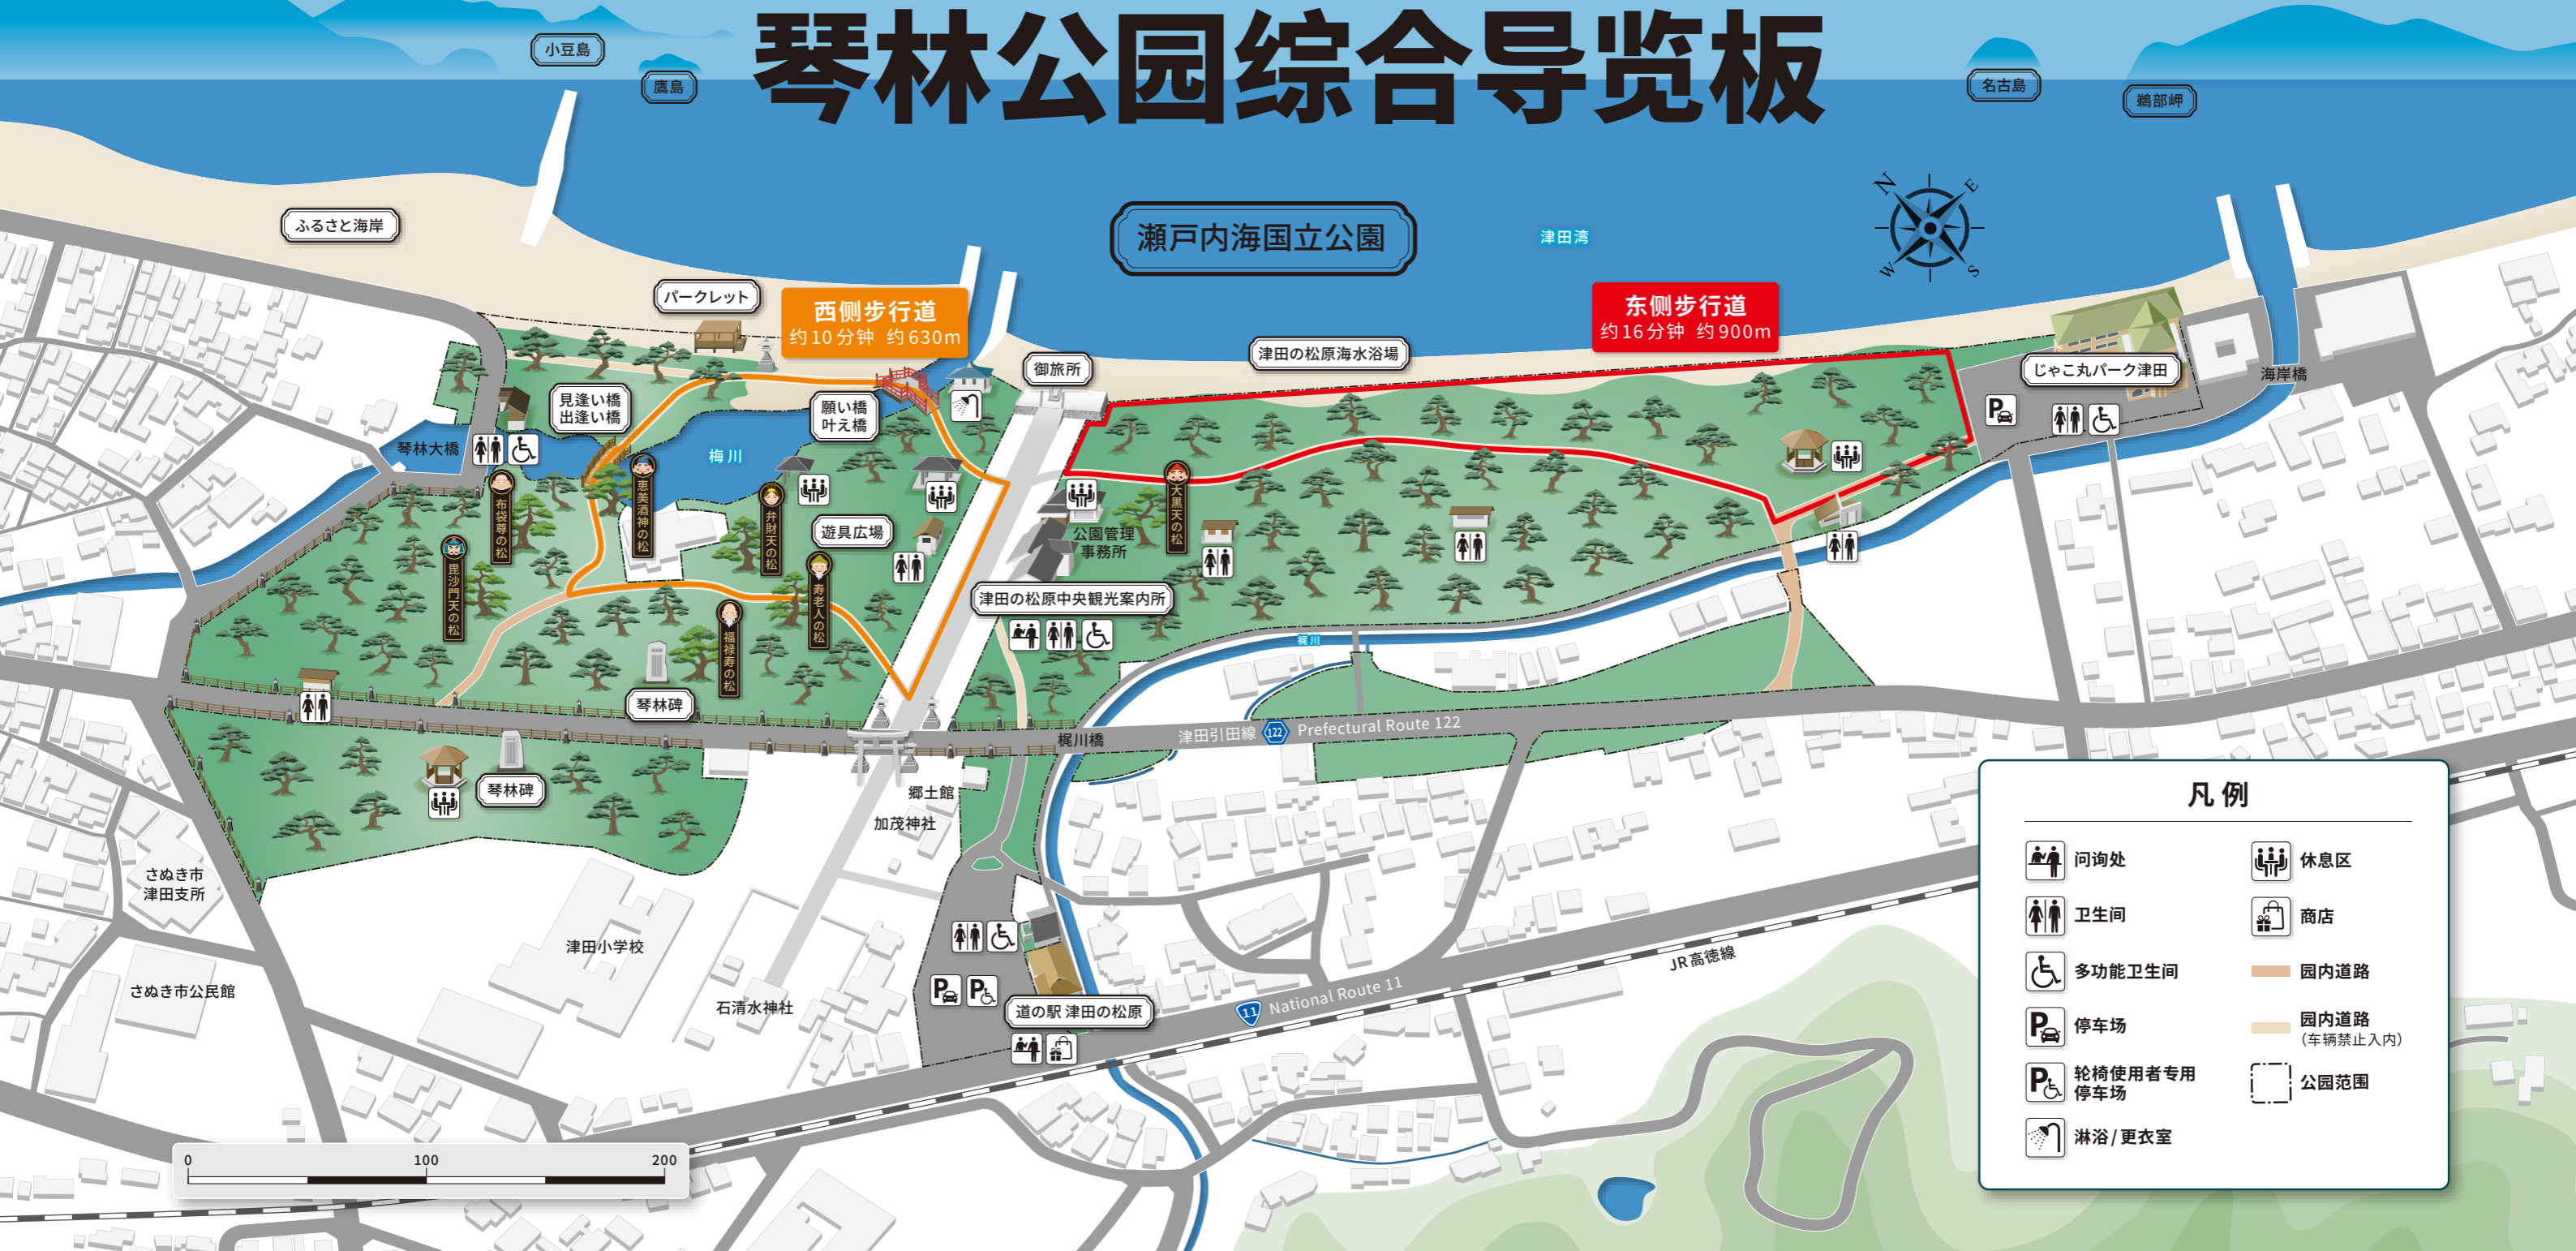 琴林公园综合导览板
小豆島
鷹島
名古島
鵜部岬
ふるさと海岸
瀬戸内海国立公園
津田湾
N
E
W
S
パークレット
西侧步行道
约10分钟 约630m
东侧步行道
约16分钟 约900m
御旅所
津田の松原海水浴場
じゃこ丸パーク津田
海岸橋
見逢い橋
出逢い橋
願い橋
叶え橋
琴林大橋
梅川
布袋尊の松
恵美酒神の松
弁財天の松
大黒天の松
毘沙門天の松
寿老人の松
福禄寿の松
遊具広場
公園管理
事務所
津田の松原中央観光案内所
梶川
琴林碑
梶川橋
津田引田線 122 Prefectural Route 122
琴林碑
郷土館
加茂神社
さぬき市
津田支所
津田小学校
さぬき市公民館
石清水神社
P
P
P
道の駅 津田の松原
11 National Route 11
JR高徳線
0 100 200
凡例
问询处
卫生间
多功能卫生间
P 停车场
P 轮椅使用者专用
停车场
淋浴/更衣室
休息区
商店
园内道路
园内道路
（车辆禁止入内）
公园范围